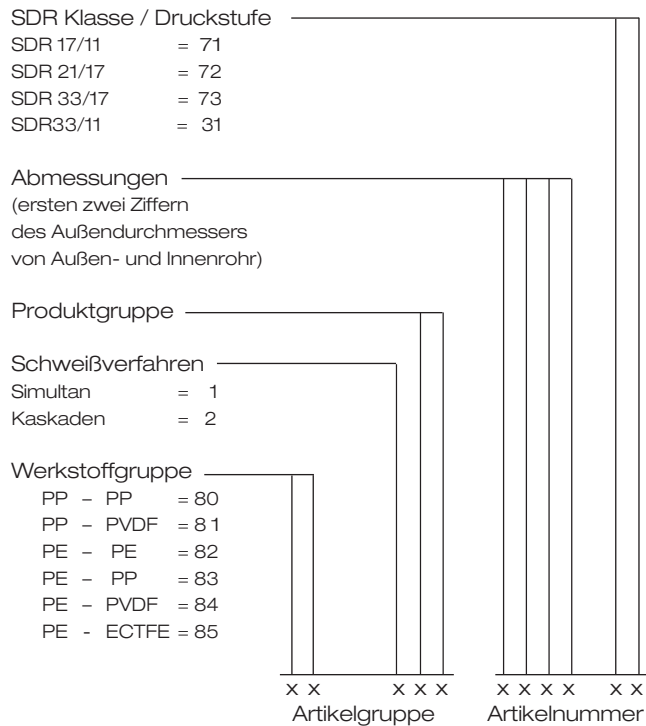 SDR Klasse / Druckstufe
SDR 17/11 = 71
SDR 21/17 = 72
SDR 33/17 = 73
SDR33/11 = 31
Abmessungen
(ersten zwei Ziffern
des Außendurchmessers
von Außen- und Innenrohr)
Produktgruppe
Schweißverfahren
Simultan = 1
Kaskaden = 2
Werkstoffgruppe
PP – PP = 80
PP – PVDF = 81
PE – PE = 82
PE – PP = 83
PE – PVDF = 84
PE - ECTFE = 85
x x x x x x x x x x x
Artikelgruppe Artikelnummer